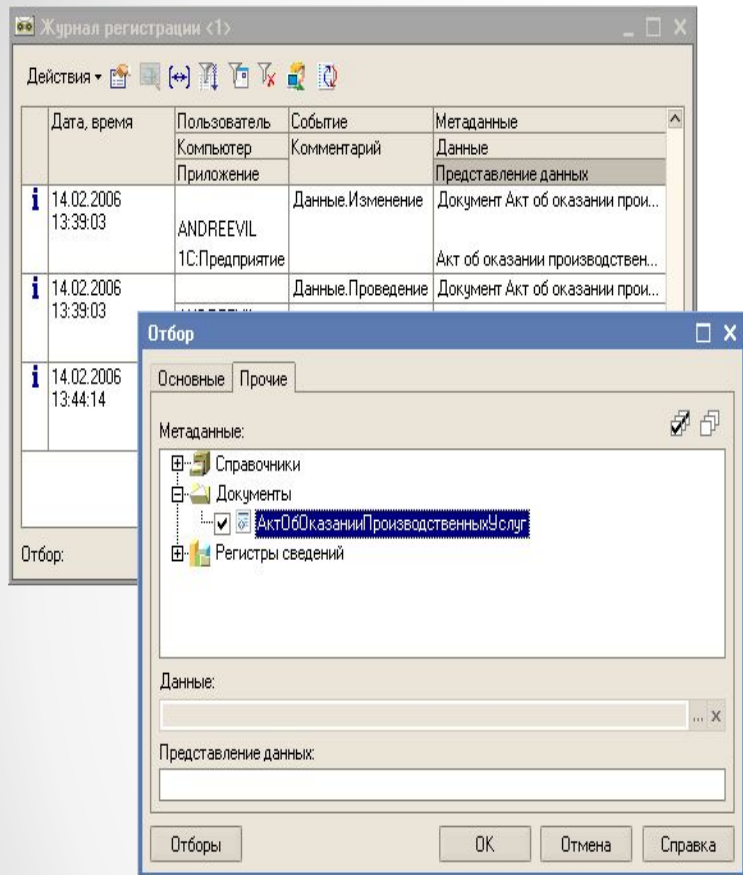 Журнал регистрации <1>
Действия
Дата, время Пользователь Событие Метаданные
Компьютер Комментарий Данные
Приложение Представление данных
14.02.2006 Данные.Изменение Документ Акт об оказании прои...
13:39:03
ANDREEVIL
1С:Предприятие Акт об оказании производствен...
14.02.2006 Данные.Проведение Документ Акт об оказании прои...
13:39:03
14.02.2006
13:44:14
Отбор:
Отбор
Основные Прочие
Метаданные:
Справочники
Документы
АктОбОказанииПроизводственныхУслуг
Регистры сведений
Данные:
... x
Представление данных:
Отборы OK Отмена Справка